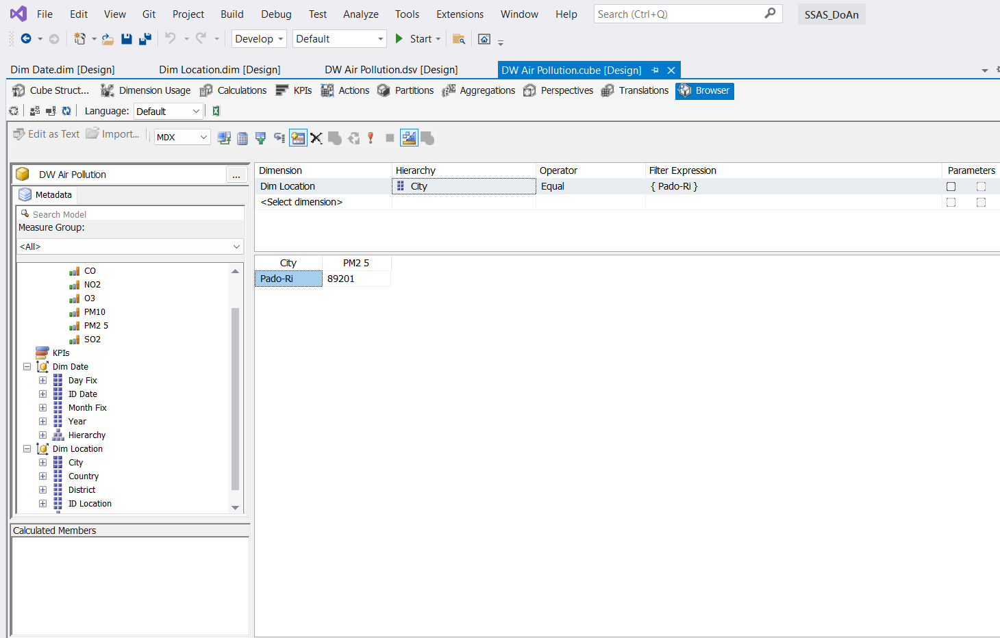 File Edit View Git Project Build Debug Test Analyze Tools Extensions Window Help Search (Ctrl+Q) SSAS_DoAn
Develop Default Start
Dim Date.dim [Design] Dim Location.dim [Design] DW Air Pollution.dsv [Design] DW Air Pollution.cube [Design]
Cube Struct... Dimension Usage Calculations KPIs Actions Partitions Aggregations Perspectives Translations Browser
Language: Default
Edit as Text Import... MDX
DW Air Pollution ...
Metadata
Search Model
Measure Group:
<All>
CO
NO2
O3
PM10
PM2 5
SO2
KPIs
Dim Date
Day Fix
ID Date
Month Fix
Year
Hierarchy
Dim Location
City
Country
District
ID Location
Calculated Members
Dimension Hierarchy Operator Filter Expression Parameters
Dim Location City Equal { Pado-Ri }
<Select dimension>
City PM2 5
Pado-Ri 89201